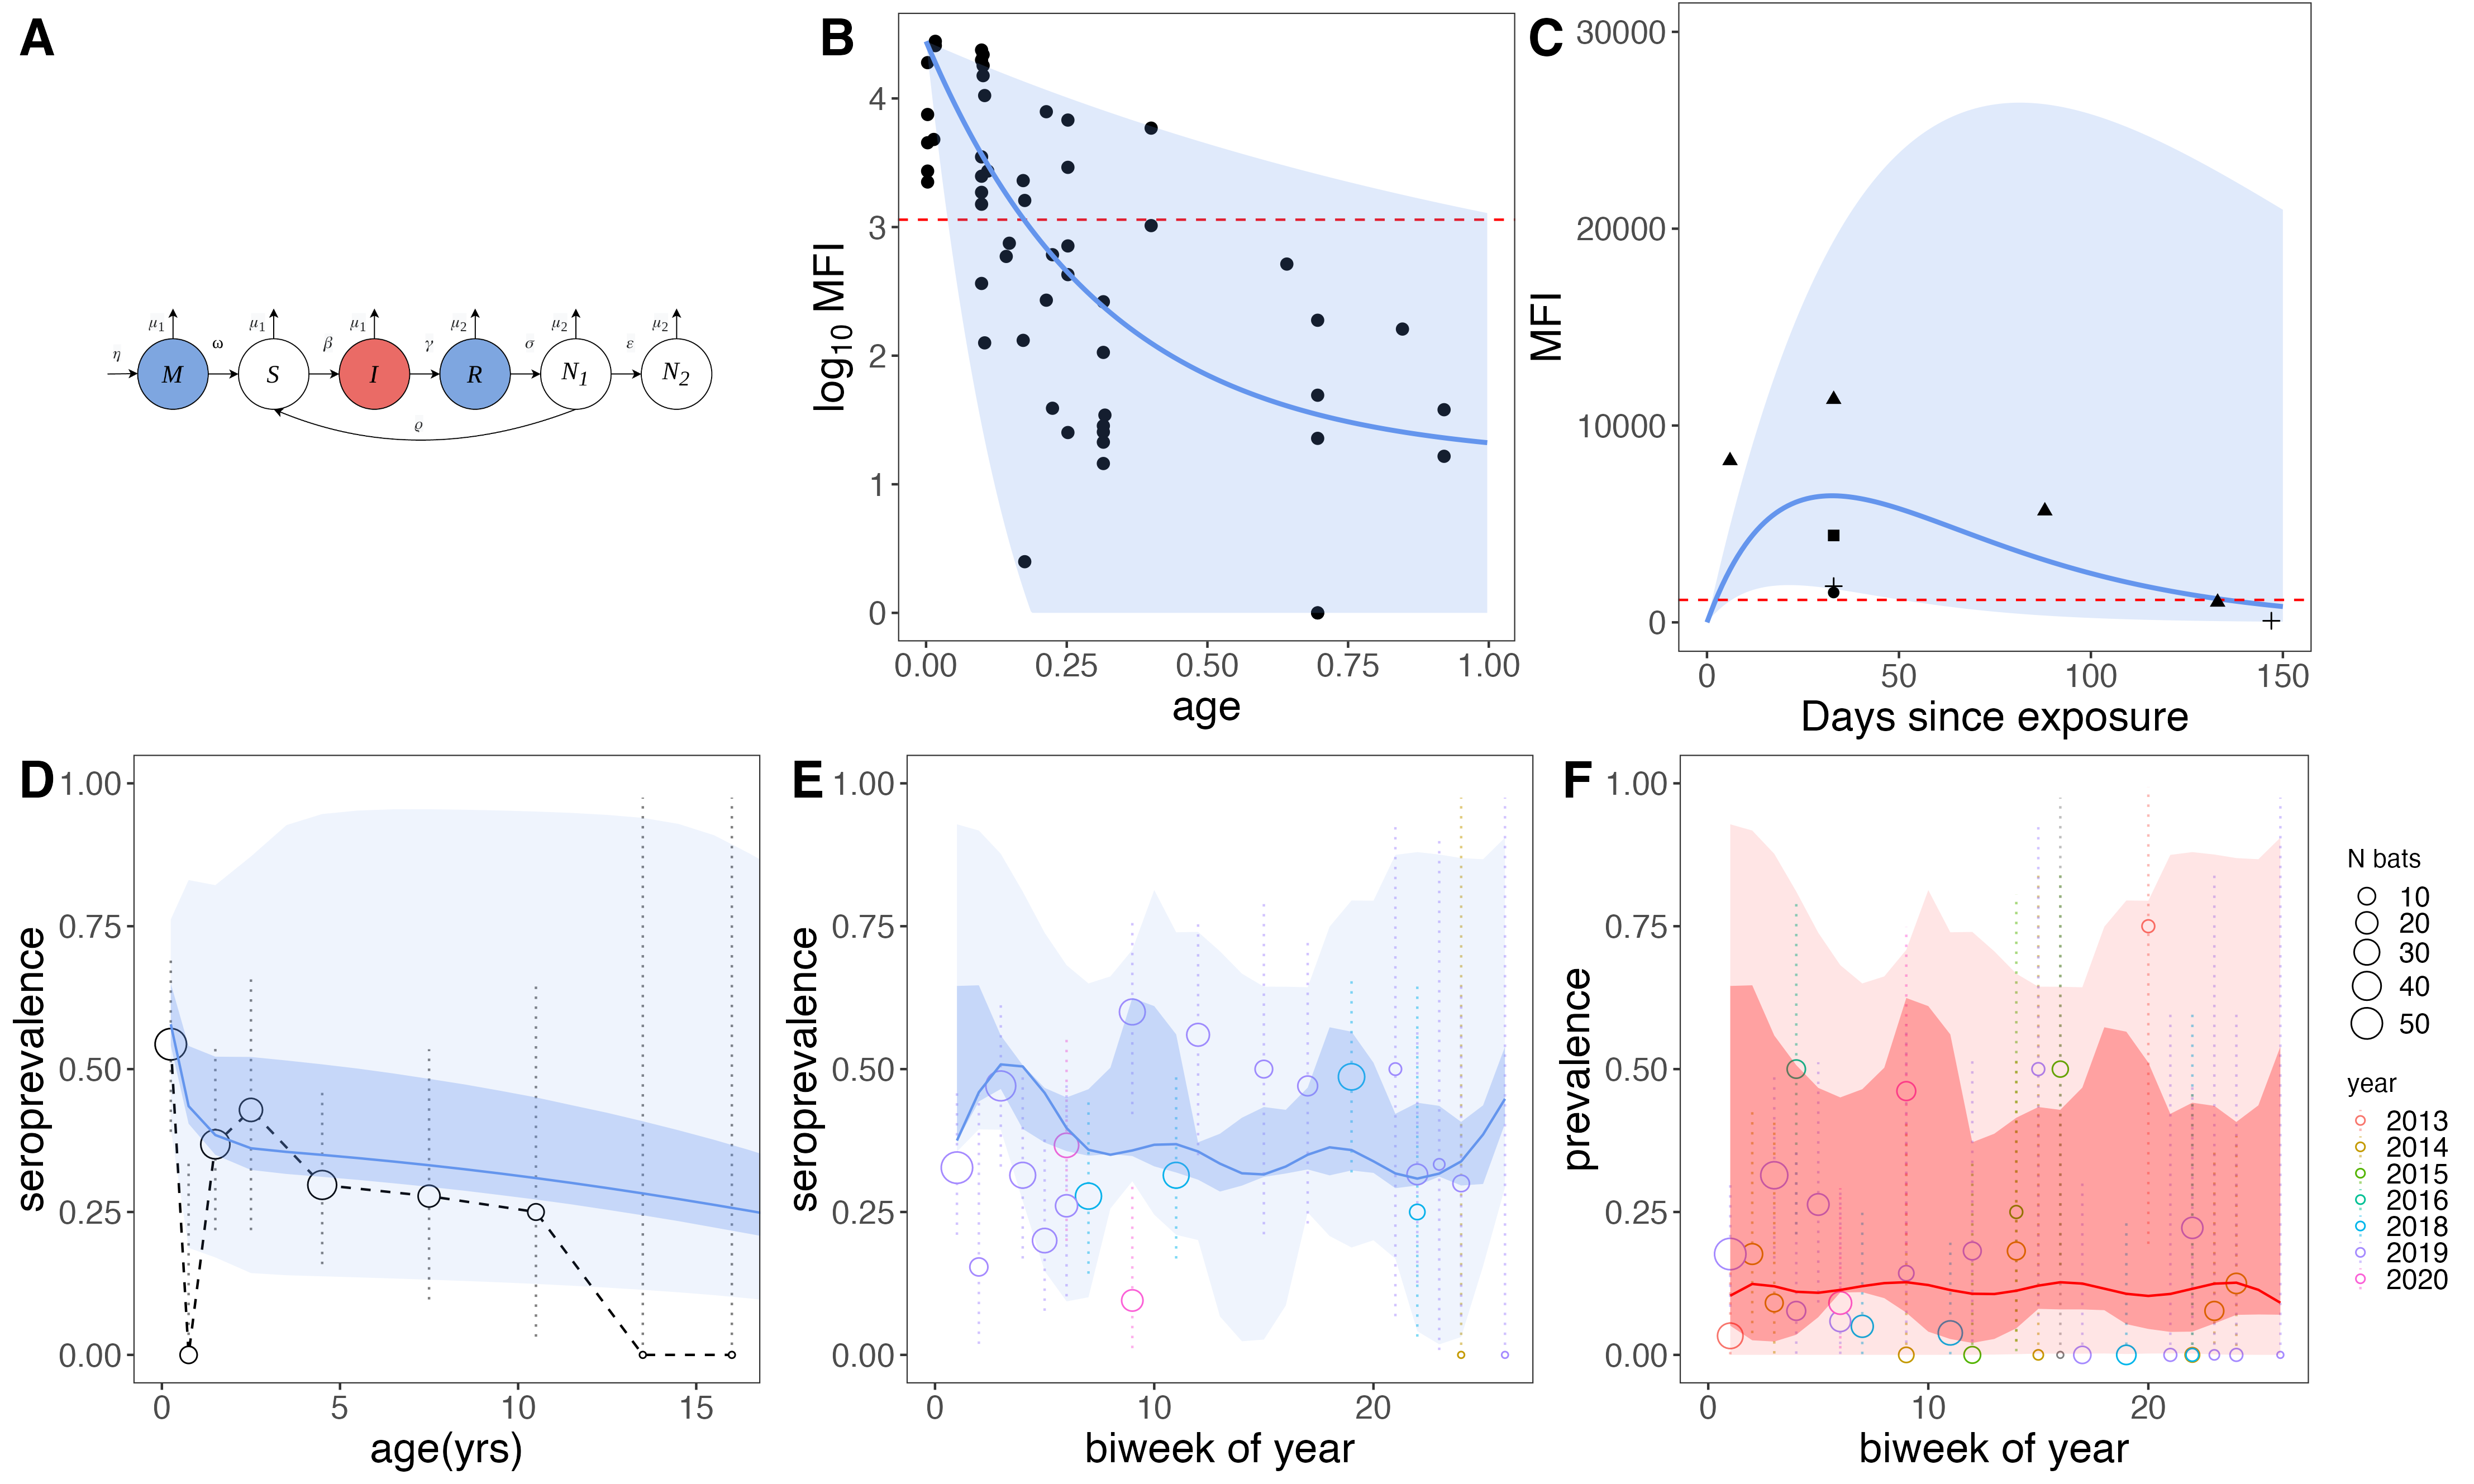 A
η
M
μ1
ω
S
μ1
β
I
μ1
γ
R
μ2
σ
N1
μ2
ε
N2
μ2
ϱ
B
log10 MFI
4
3
2
1
0
0.00 0.25 0.50 0.75 1.00
age
C
MFI
30000
20000
10000
0
0 50 100 150
Days since exposure
D
seroprevalence
1.00
0.75
0.50
0.25
0.00
0 5 10 15
age(yrs)
E
seroprevalence
1.00
0.75
0.50
0.25
0.00
0 10 20
biweek of year
F
prevalence
1.00
0.75
0.50
0.25
0.00
0 10 20
biweek of year
N bats
10
20
30
40
50
year
2013
2014
2015
2016
2018
2019
2020